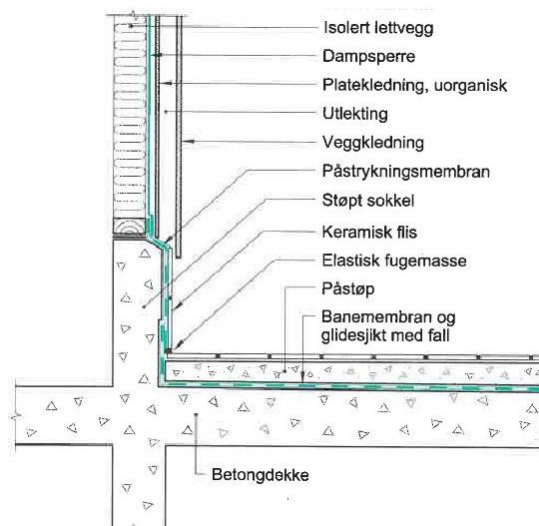 Isolert lettvegg
Dampsperre
Platekledning, uorganisk
Utlekting
Veggkledning
Påstrykningsmembran
Støpt sokkel
Keramisk flis
Elastisk fugemasse
Påstøp
Banemembran og
glidesjikt med fall
Betongdekke